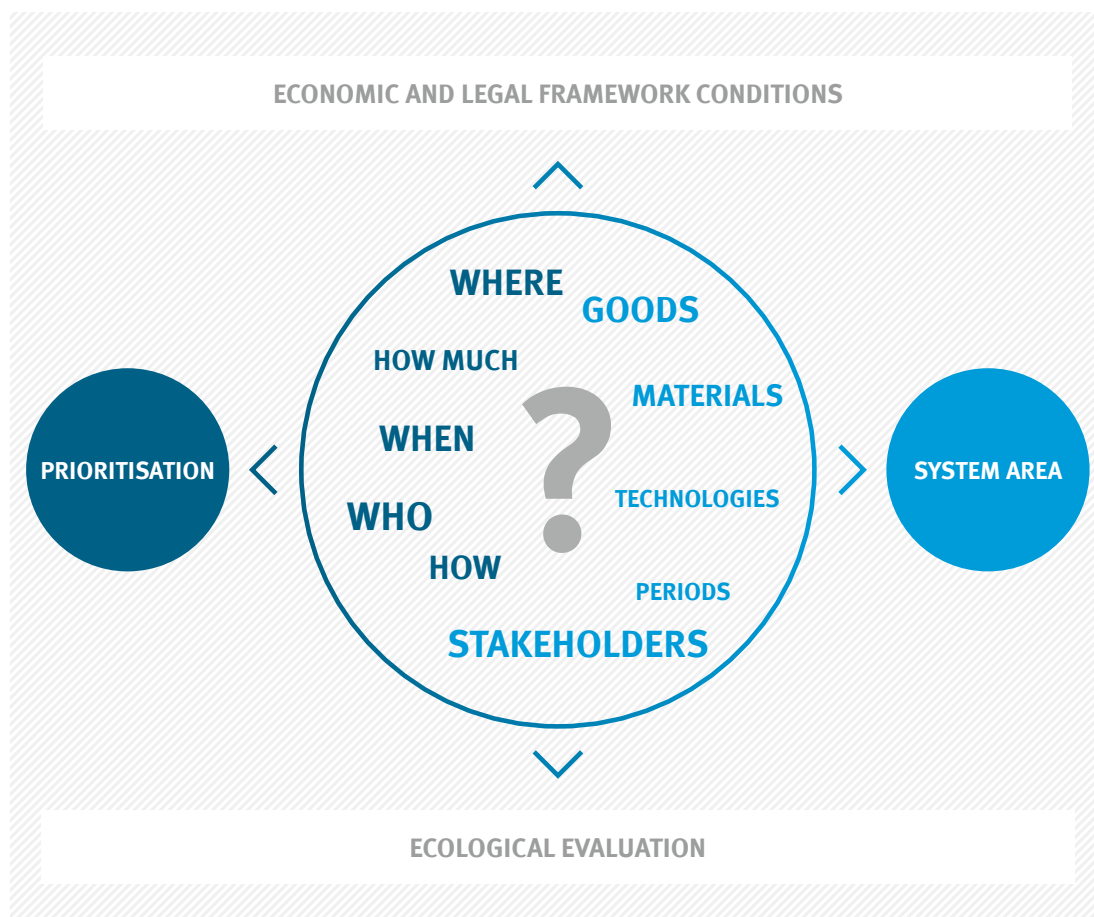 ECONOMIC AND LEGAL FRAMEWORK CONDITIONS
WHERE
GOODS
HOW MUCH
MATERIALS
WHEN
?
PRIORITISATION
SYSTEM AREA
TECHNOLOGIES
WHO
HOW
PERIODS
STAKEHOLDERS
ECOLOGICAL EVALUATION